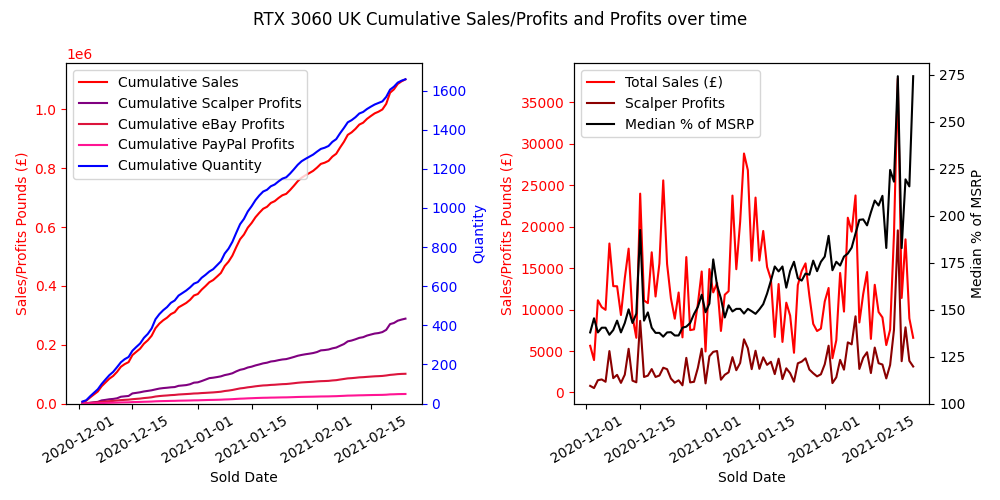 RTX 3060 UK Cumulative Sales/Profits and Profits over time
1e6
Cumulative Sales
Cumulative Scalper Profits
Cumulative eBay Profits
Cumulative PayPal Profits
Cumulative Quantity
1.0
0.8
0.6
0.4
0.2
0.0
Sales/Profits Pounds (£)
1600
1400
1200
1000
800
600
400
200
0
Quantity
2020-12-01
2020-12-15
2021-01-01
2021-01-15
2021-02-01
2021-02-15
Sold Date
Total Sales (£)
Scalper Profits
Median % of MSRP
35000
30000
25000
20000
15000
10000
5000
0
Sales/Profits Pounds (£)
275
250
225
200
175
150
125
100
Median % of MSRP
2020-12-01
2020-12-15
2021-01-01
2021-01-15
2021-02-01
2021-02-15
Sold Date